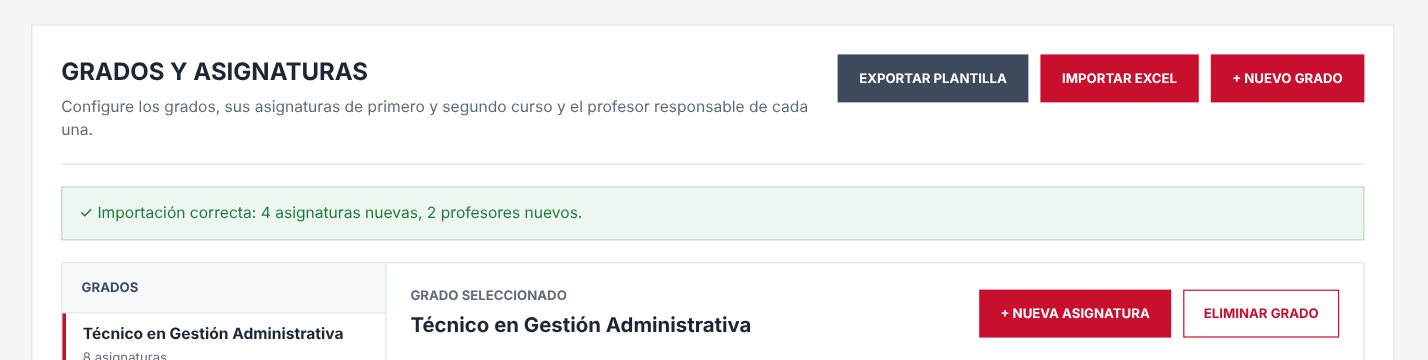 GRADOS Y ASIGNATURAS
Configure los grados, sus asignaturas de primero y segundo curso y el profesor responsable de cada
una.
EXPORTAR PLANTILLA
IMPORTAR EXCEL
+ NUEVO GRADO
✓ Importación correcta: 4 asignaturas nuevas, 2 profesores nuevos.
GRADOS
Técnico en Gestión Administrativa
8 asignaturas
GRADO SELECCIONADO
Técnico en Gestión Administrativa
+ NUEVA ASIGNATURA
ELIMINAR GRADO